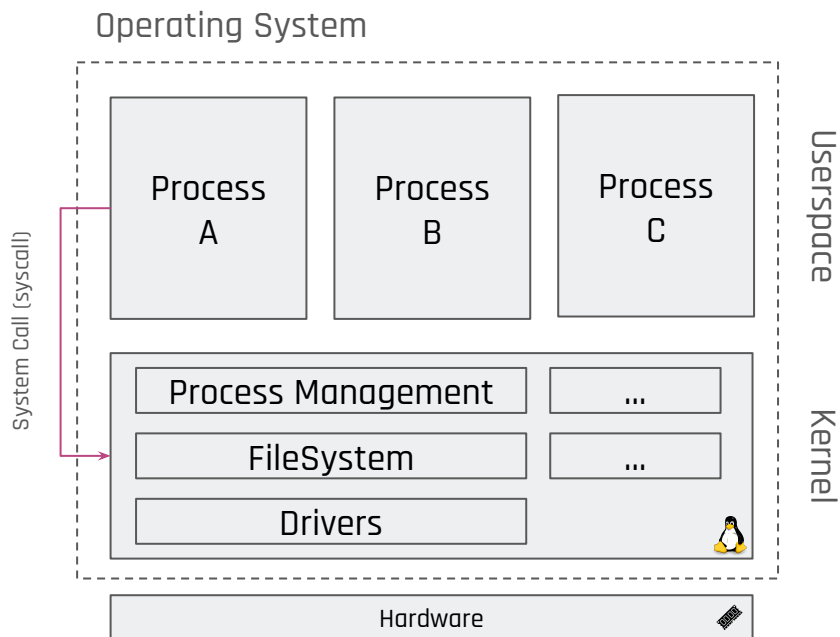 Operating System
Process
A
Process
B
Process
C
Userspace
System Call (syscall)
Process Management
...
FileSystem
...
Drivers
Kernel
Hardware